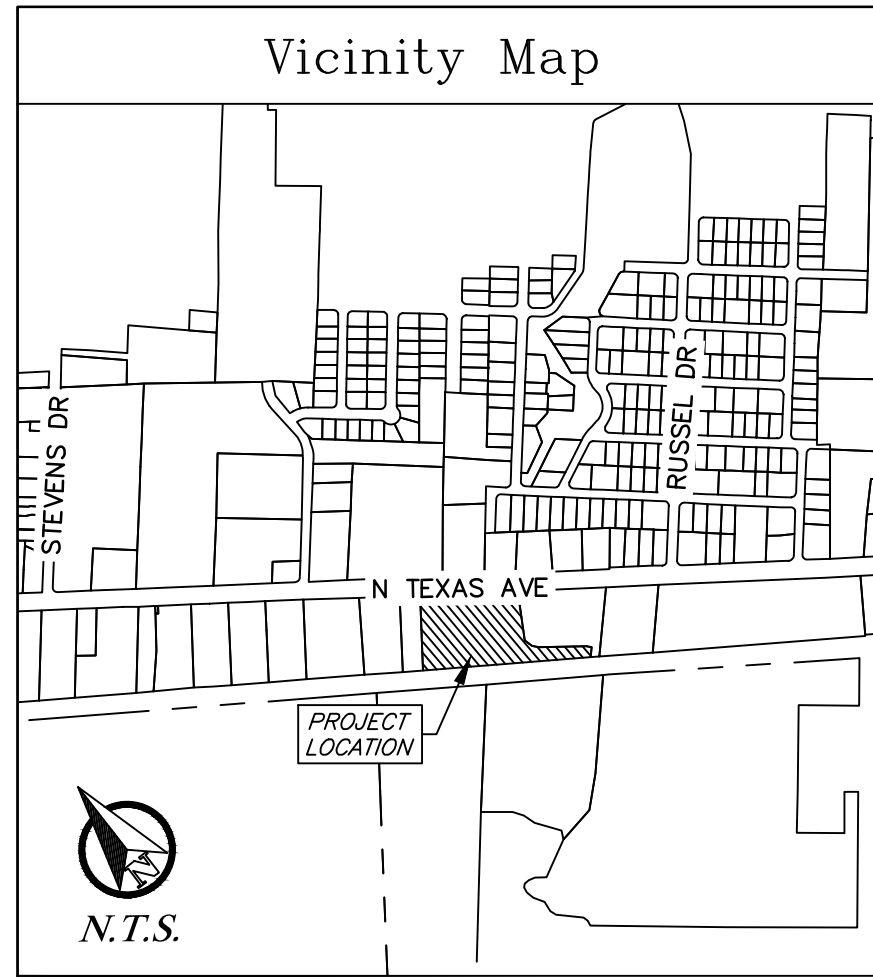 Vicinity Map
STEVENS DR
RUSSEL DR
N TEXAS AVE
PROJECT
LOCATION
N
N.T.S.